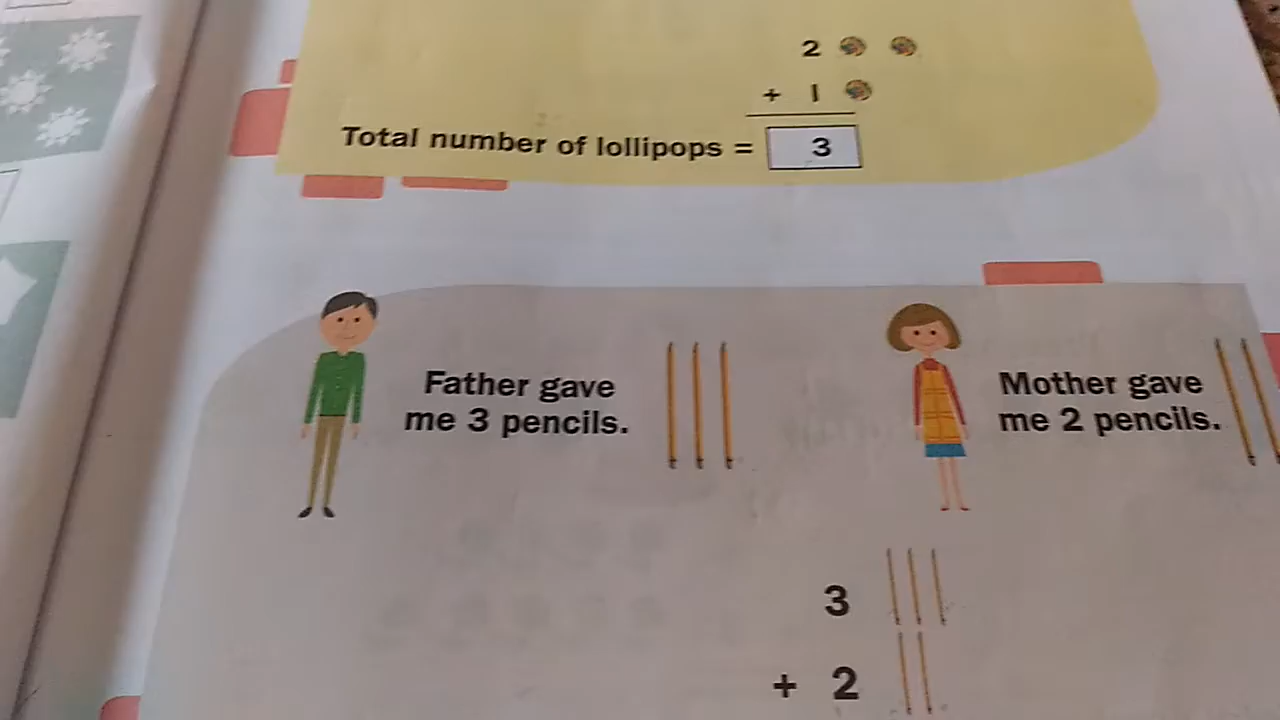 2
+ 1
Total number of lollipops = 3
Father gave
me 3 pencils.
Mother gave
me 2 pencils.
3
+ 2